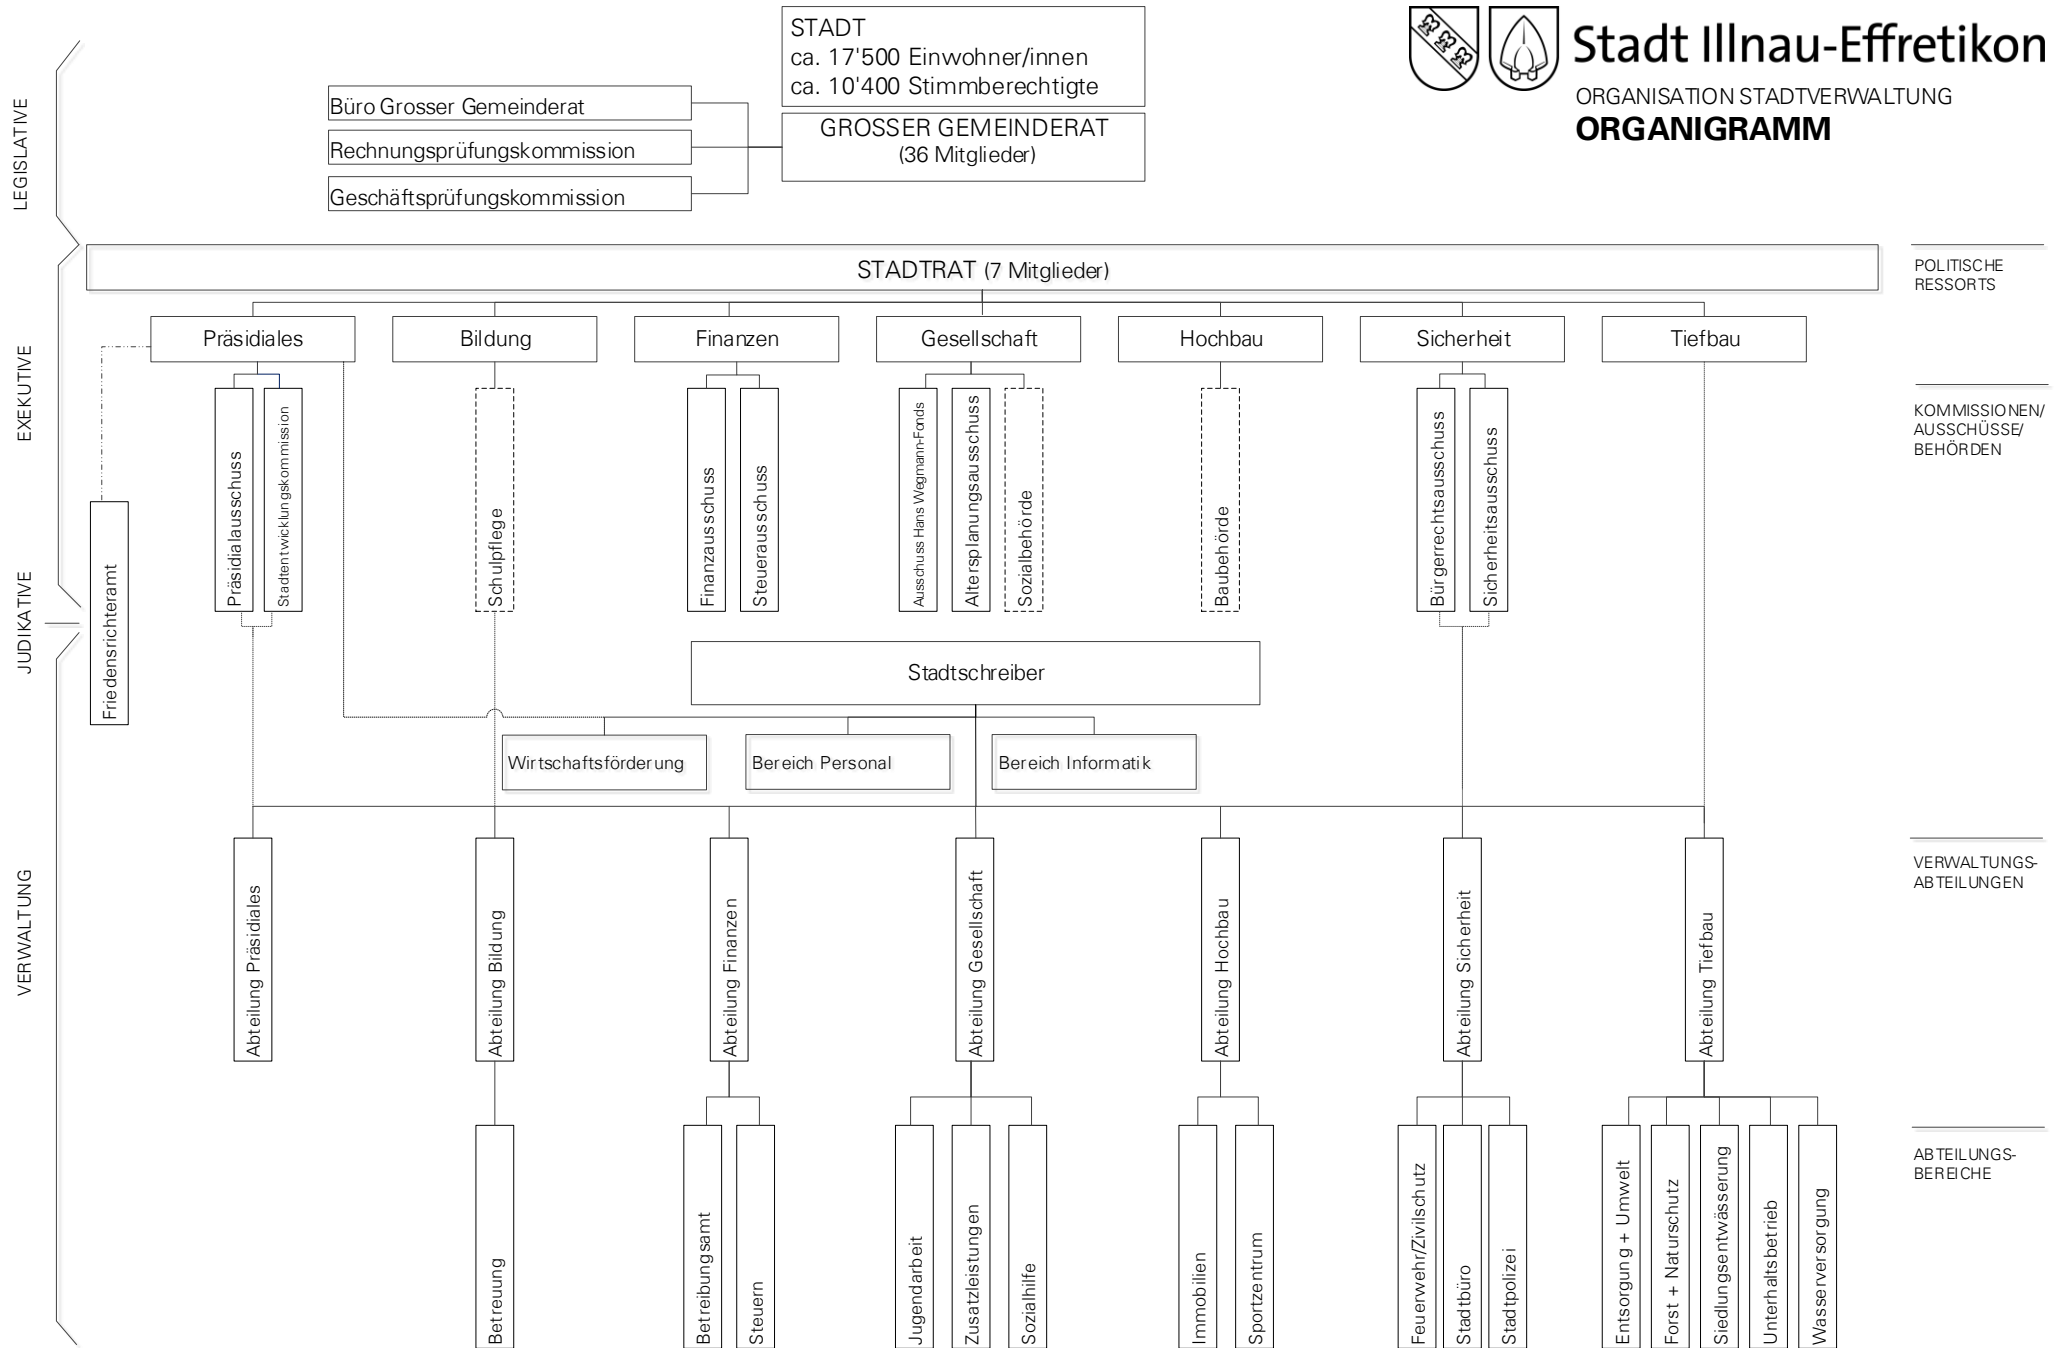 STADT
ca. 17'500 Einwohner/innen
ca. 10'400 Stimmberechtigte
Stadt Illnau-Effretikon
ORGANISATION STADTVERWALTUNG
ORGANIGRAMM
LEGISLATIVE
Büro Grosser Gemeinderat
Rechnungsprüfungskommission
Geschäftsprüfungskommission
GROSSER GEMEINDERAT
(36 Mitglieder)
STADTRAT (7 Mitglieder)
POLITISCHE
RESSORTS
EXEKUTIVE
Präsidiales
Bildung
Finanzen
Gesellschaft
Hochbau
Sicherheit
Tiefbau
KOMMISSIONEN/
AUSSCHÜSSE/
BEHÖRDEN
Präsidialausschuss
Stadtentwicklungskommission
Schulpflege
Finanzausschuss
Steuerausschuss
Ausschuss Hans Wegmann-Fonds
Altersplanungsausschuss
Sozialbehörde
Baubehörde
Bürgerrechtsausschuss
Sicherheitsausschuss
JUDIKATIVE
Friedensrichteramt
Stadtschreiber
Wirtschaftsförderung
Bereich Personal
Bereich Informatik
VERWALTUNG
Abteilung Präsidiales
Abteilung Bildung
Abteilung Finanzen
Abteilung Gesellschaft
Abteilung Hochbau
Abteilung Sicherheit
Abteilung Tiefbau
VERWALTUNGS-
ABTEILUNGEN
Betreuung
Betreibungsamt
Steuern
Jugendarbeit
Zusatzleistungen
Sozialhilfe
Immobilien
Sportzentrum
Feuerwehr/Zivilschutz
Stadtbüro
Stadtpolizei
Entsorgung + Umwelt
Forst + Naturschutz
Siedlungsentwässerung
Unterhaltsbetrieb
Wasserversorgung
ABTEILUNGS-
BEREICHE